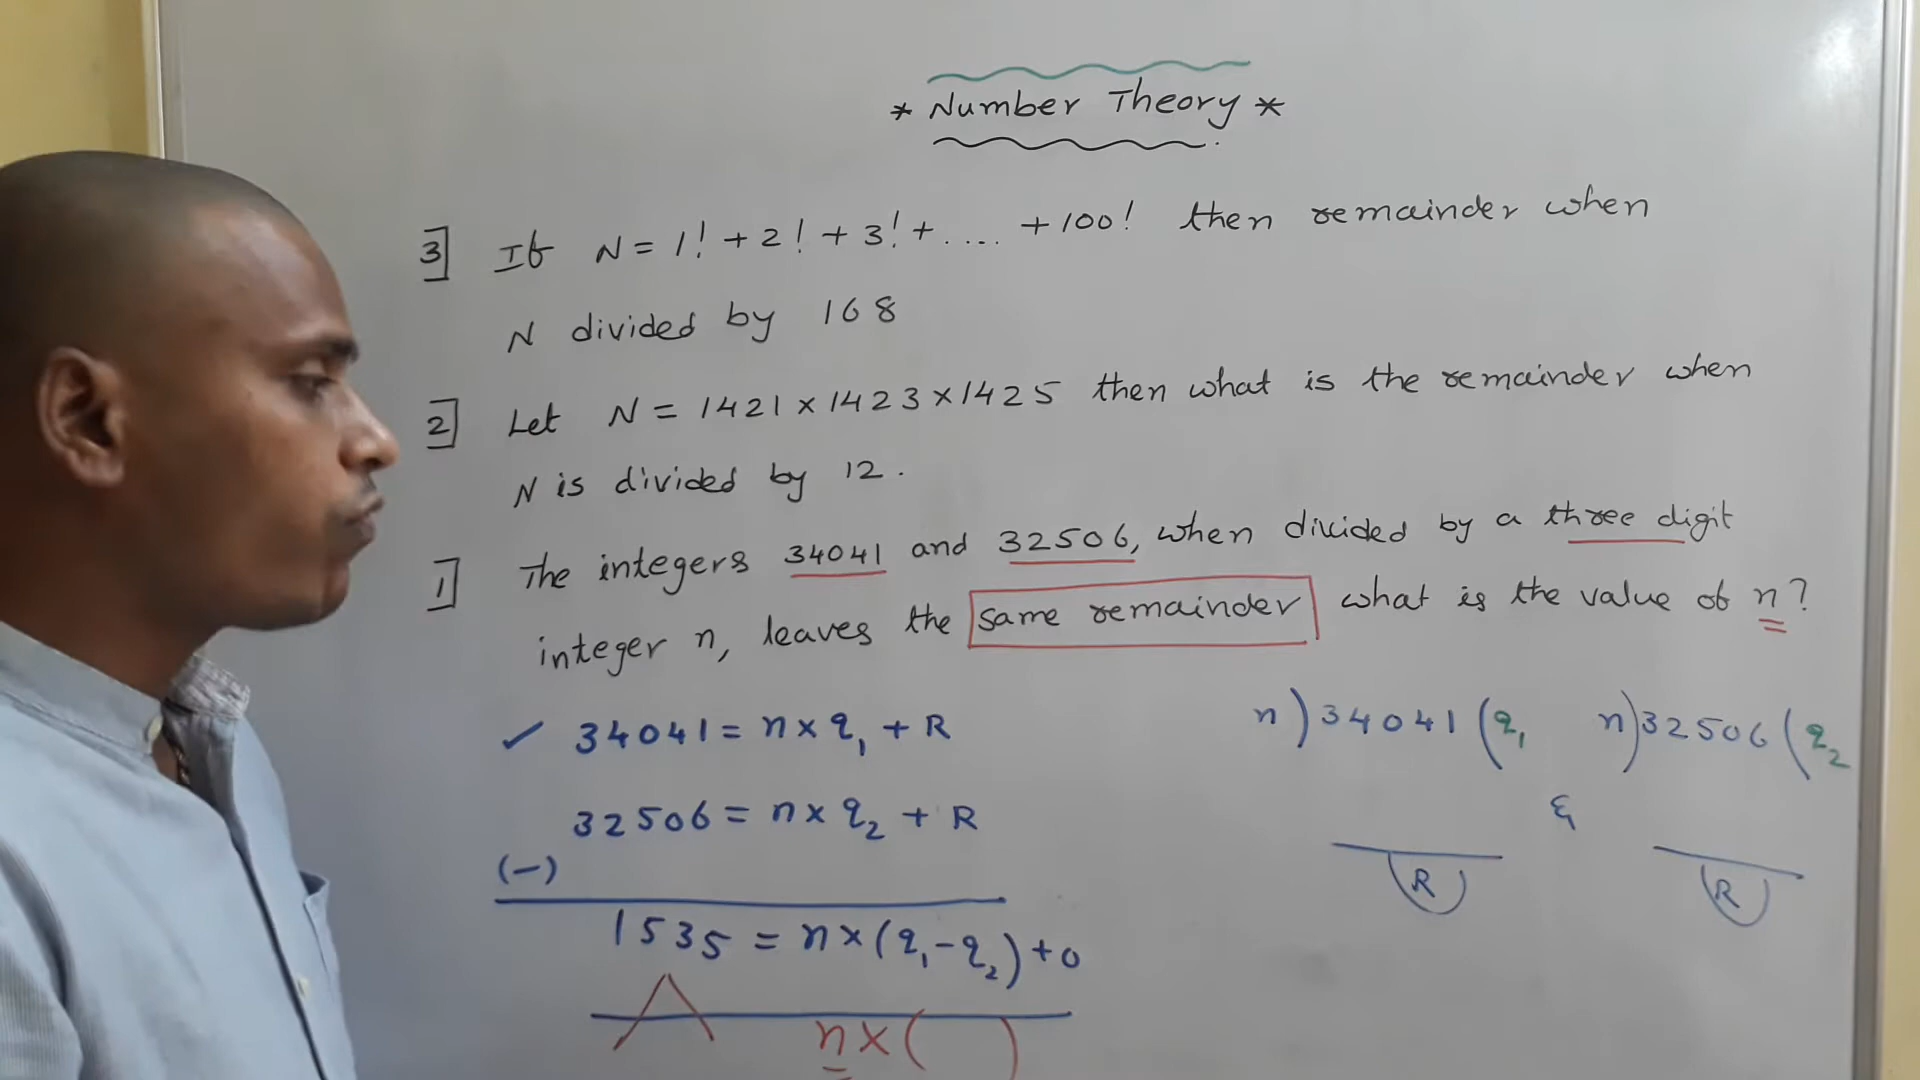 * Number Theory *
3] If N = 1! + 2! + 3! + .... + 100! then remainder when
N divided by 168
2] Let N = 1421 × 1423 × 1425 then what is the remainder when
N is divided by 12.
1] The integers 34041 and 32506, when divided by a three digit
integer n, leaves the same remainder what is the value of n?
✓ 34041 = n × q₁ + R
n) 34041 (q₁ n) 32506 (q₂
32506 = n × q₂ + R
&
(-)
R R
1535 = n × (q₁ - q₂) + 0
n × ( )